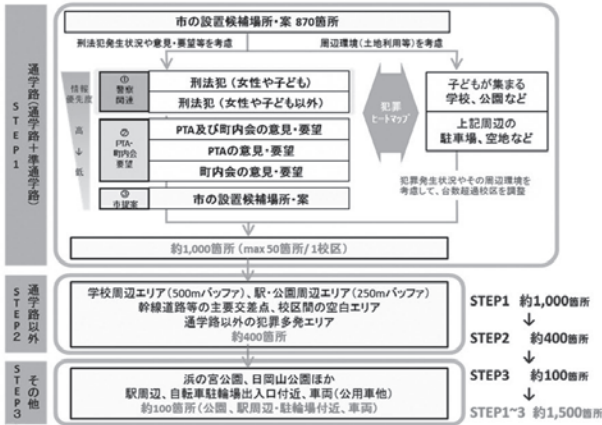 市の設置候補場所・案 870箇所
刑法犯発生状況や意見・要望等を考慮
周辺環境(土地利用等)を考慮
通学路(通学路+準通学路)
STEP1
情報
優先度
高
↓
低
①
警察
関連
刑法犯(女性や子ども)
刑法犯(女性や子ども以外)
②
PTA・
町内会
要望
PTA及び町内会の意見・要望
PTAの意見・要望
町内会の意見・要望
③
市提案
市の設置候補場所・案
犯罪
ヒートマップ
子どもが集まる
学校、公園など
上記周辺の
駐車場、空地など
犯罪発生状況やその周辺環境を
考慮して、台数超過校区を調整
約1,000箇所(max50箇所/1校区)
通学路以外
STEP2
学校周辺エリア(500mバッファ)、駅・公園周辺エリア(250mバッファ)
幹線道路等の主要交差点、校区間の空白エリア
通学路以外の犯罪多発エリア
約400箇所
その他
STEP3
浜の宮公園、日岡山公園ほか
駅周辺、自転車駐輪場出入口付近、車両(公用車他)
約100箇所(公園、駅周辺・駐輪場付近、車両)
STEP1 約1,000箇所
↓
STEP2 約400箇所
↓
STEP3 約100箇所
↓
STEP1~3 約1,500箇所